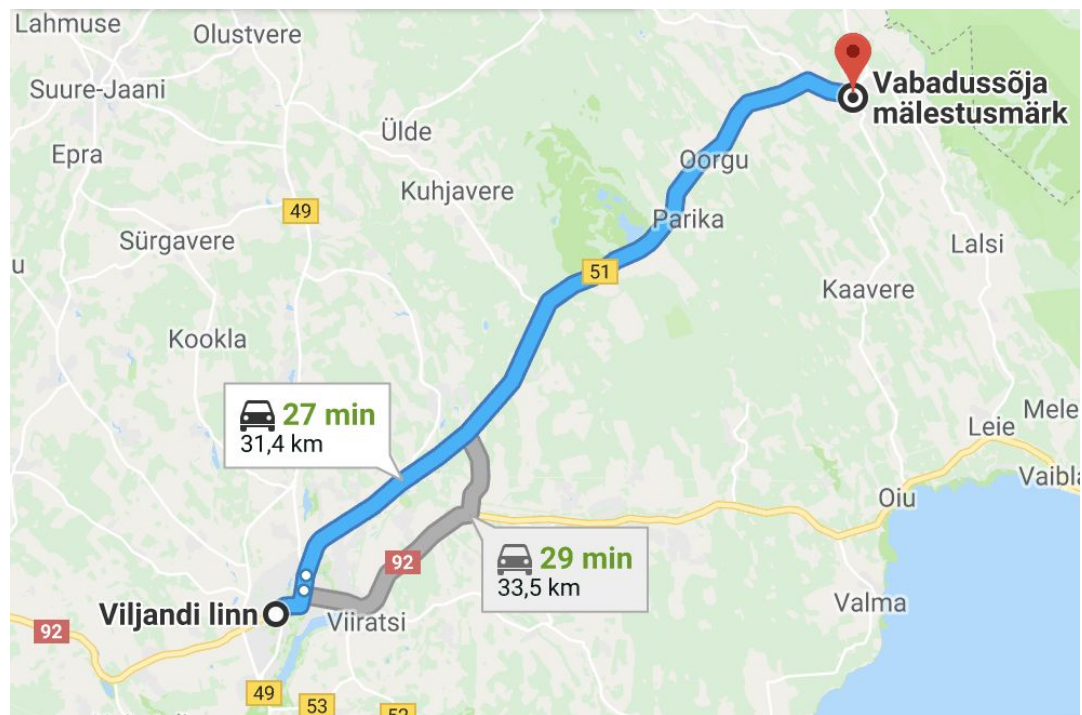 Lahmuse
Olustvere
Suure-Jaani
Vabadussõja
mälestusmärk
Ülde
Epra
Oorgu
Kuhjavere
49
Parika
Sürgavere
Lalsi
u
51
Kaavere
Kookla
27 min
31,4 km
Mele
Leie
Vaibla
Oiu
92
29 min
33,5 km
Viljandi linn
Viiratsi
Valma
92
49
53
52